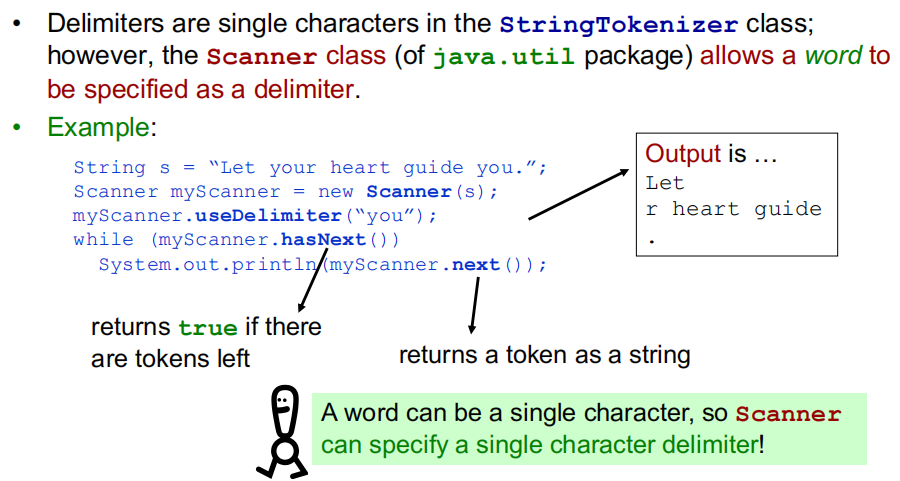 • Delimiters are single characters in the StringTokenizer class;
however, the Scanner class (of java.util package) allows a word to
be specified as a delimiter.
• Example:
String s = “Let your heart guide you.”;
Scanner myScanner = new Scanner(s);
myScanner.useDelimiter(“you”);
while (myScanner.hasNext())
System.out.println(myScanner.next());
Output is …
Let
r heart guide
.
returns true if there
are tokens left
returns a token as a string
A word can be a single character, so Scanner
can specify a single character delimiter!